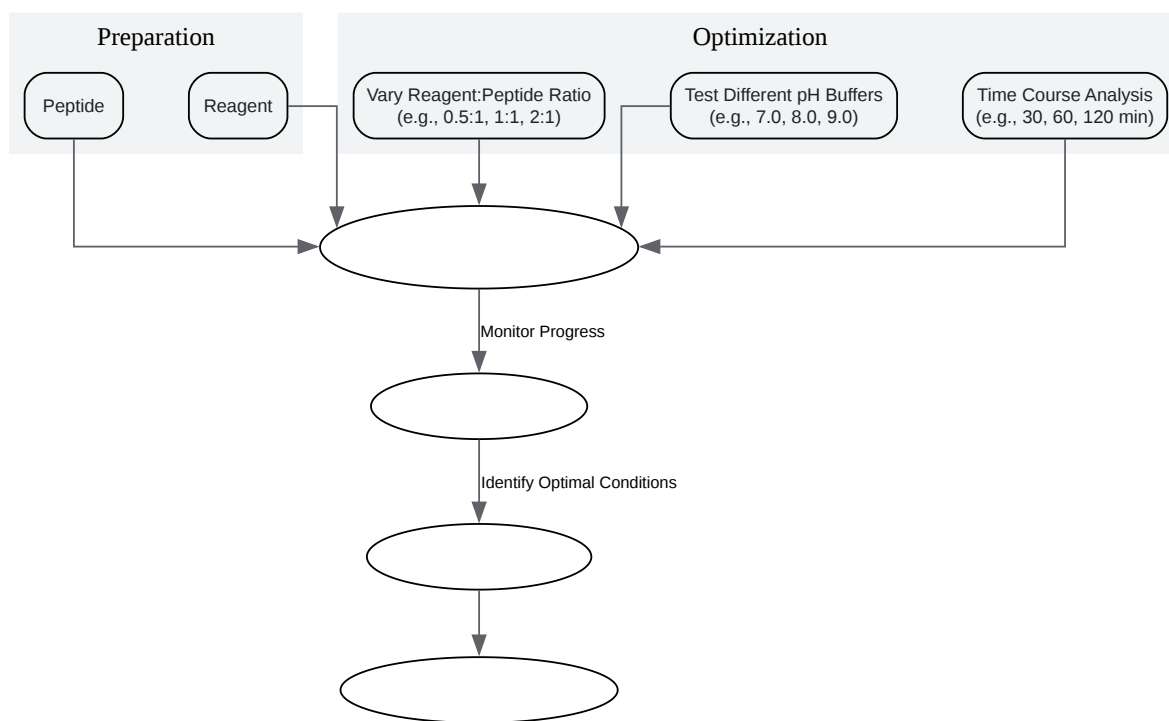 Preparation
Optimization
Peptide
Reagent
Vary Reagent:Peptide Ratio
(e.g., 0.5:1, 1:1, 2:1)
Test Different pH Buffers
(e.g., 7.0, 8.0, 9.0)
Time Course Analysis
(e.g., 30, 60, 120 min)
Monitor Progress
Identify Optimal Conditions